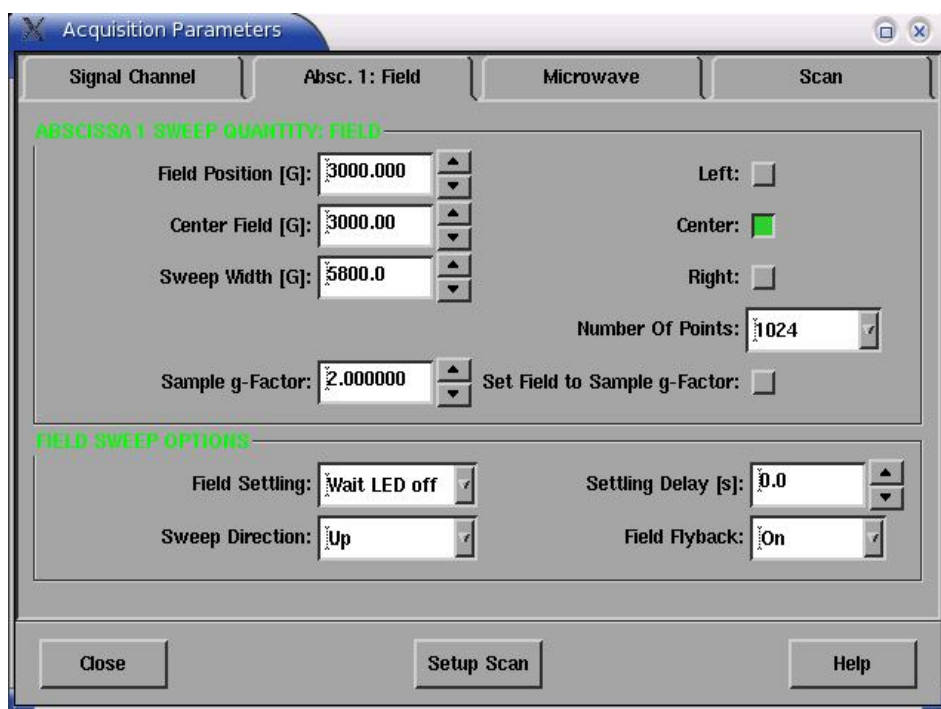 Acquisition Parameters
Signal Channel
Absc. 1: Field
Microwave
Scan
ABSCISSA 1 SWEEP QUANTITY: FIELD
Field Position [G]: 3000.000
Left:
Center Field [G]: 3000.00
Center:
Sweep Width [G]: 5800.0
Right:
Number Of Points: 1024
Sample g-Factor: 2.000000
Set Field to Sample g-Factor:
FIELD SWEEP OPTIONS
Field Settling: Wait LED off
Settling Delay [s]: 0.0
Sweep Direction: Up
Field Flyback: On
Close
Setup Scan
Help